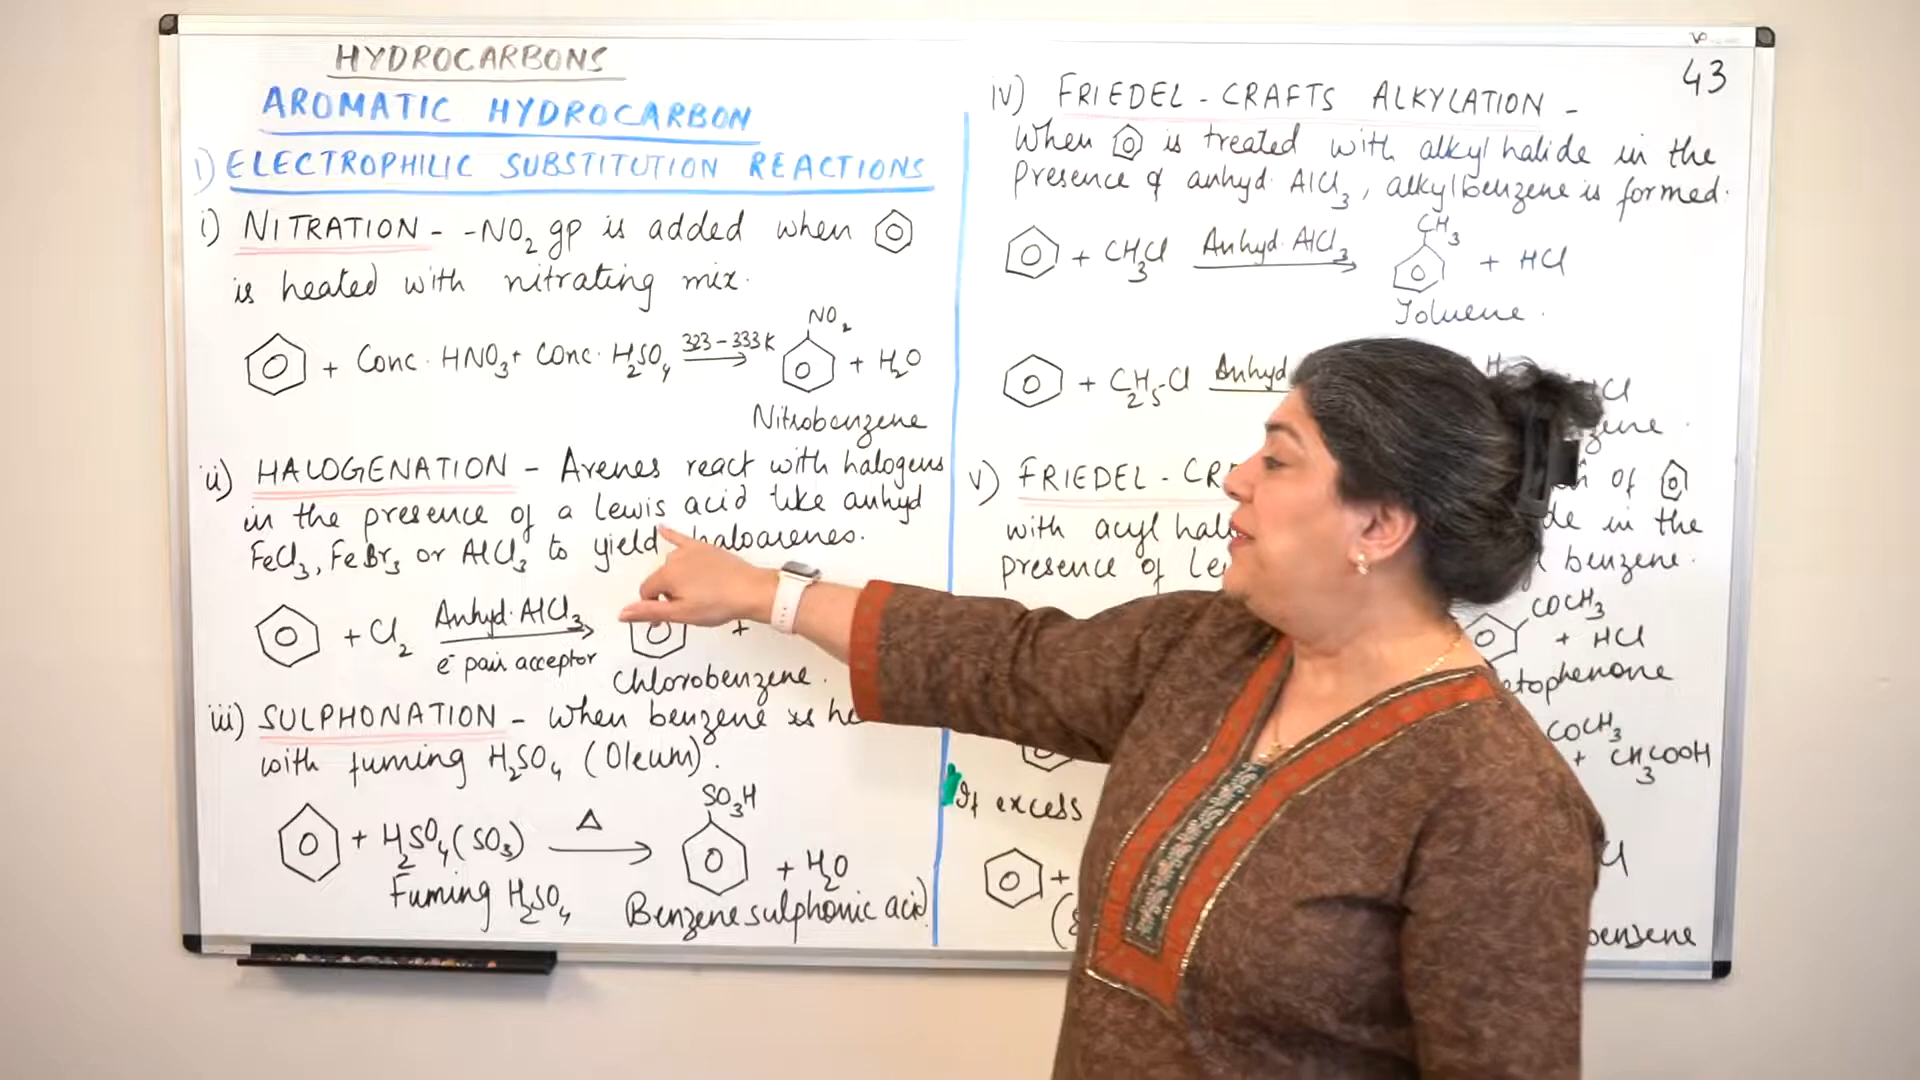 HYDROCARBONS
AROMATIC HYDROCARBON
1) ELECTROPHILIC SUBSTITUTION REACTIONS
i) NITRATION - -NO2 gp is added when
is heated with nitrating mix.
+ Conc. HNO3 + Conc. H2SO4 323-333K NO2 + H2O
Nitrobenzene
ii) HALOGENATION - Arenes react with halogens
in the presence of a Lewis acid like anhyd
FeCl3, FeBr3 or AlCl3 to yield haloarenes.
+ Cl2 Anhyd. AlCl3 +
e- pair acceptor
Chlorobenzene.
iii) SULPHONATION - When benzene is he
with fuming H2SO4 (Oleum).
SO3H
+ H2SO4 (SO3) Δ + H2O
Fuming H2SO4 Benzene sulphonic acid.
43
iv) FRIEDEL-CRAFTS ALKYLATION -
When is treated with alkyl halide in the
presence of anhyd. AlCl3, alkylbenzene is formed.
CH3
+ CH3Cl Anhyd. AlCl3 + HCl
Toluene.
+ C2H5-Cl Anhyd
v) FRIEDEL-CR of
with acyl hal in the
presence of Le benzene.
COCH3
+ HCl
COCH3
+ CH3COOH
If excess
+
benzene